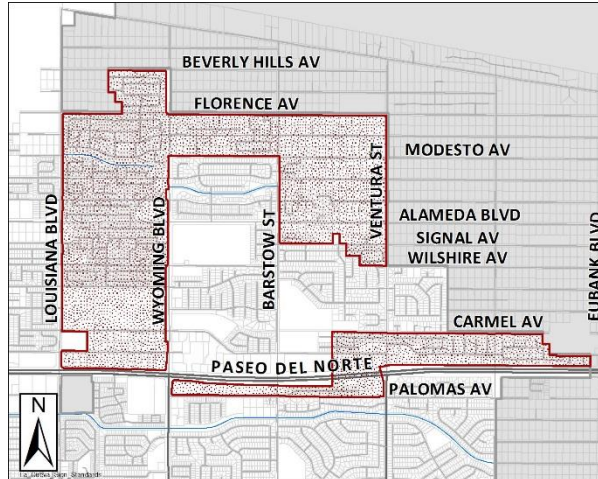 BEVERLY HILLS AV
FLORENCE AV
MODESTO AV
LOUISIANA BLVD
WYOMING BLVD
BARSTOW ST
VENTURA ST
ALAMEDA BLVD
SIGNAL AV
WILSHIRE AV
EUBANK BLVD
CARMEL AV
PASEO DEL NORTE
PALOMAS AV
N